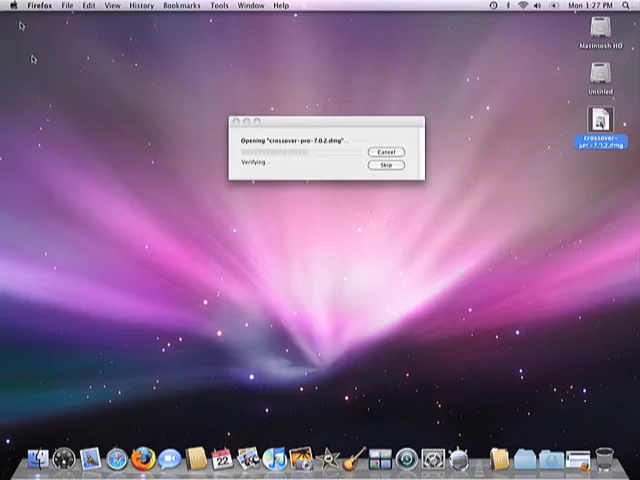 Firefox File Edit View History Bookmarks Tools Window Help
Mon 1:27 PM
Macintosh HD
Untitled
crossover-
pro-7.0.2.dmg
Opening "crossover-pro-7.0.2.dmg"...
Cancel
Verifying...
Skip
22